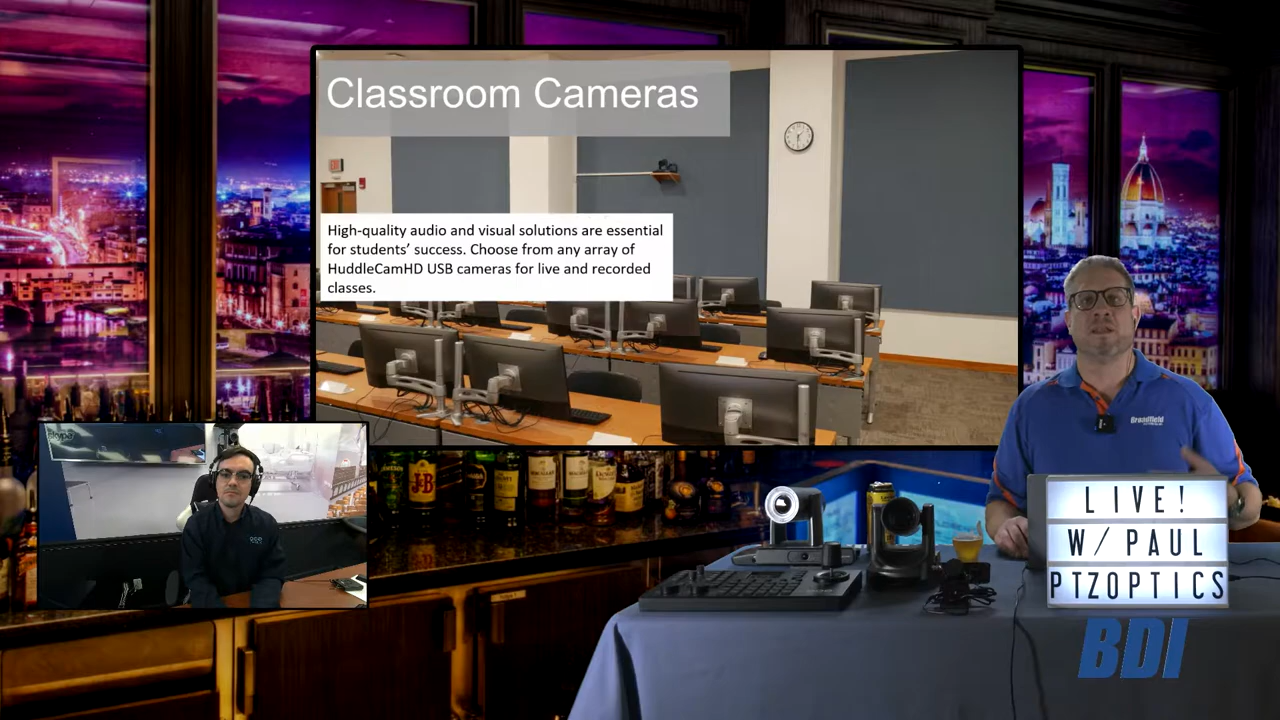 Classroom Cameras
High-quality audio and visual solutions are essential
for students' success. Choose from any array of
HuddleCamHD USB cameras for live and recorded
classes.
Broadfield
J&B
LIVE!
W/ PAUL
PTZOPTICS
BDI